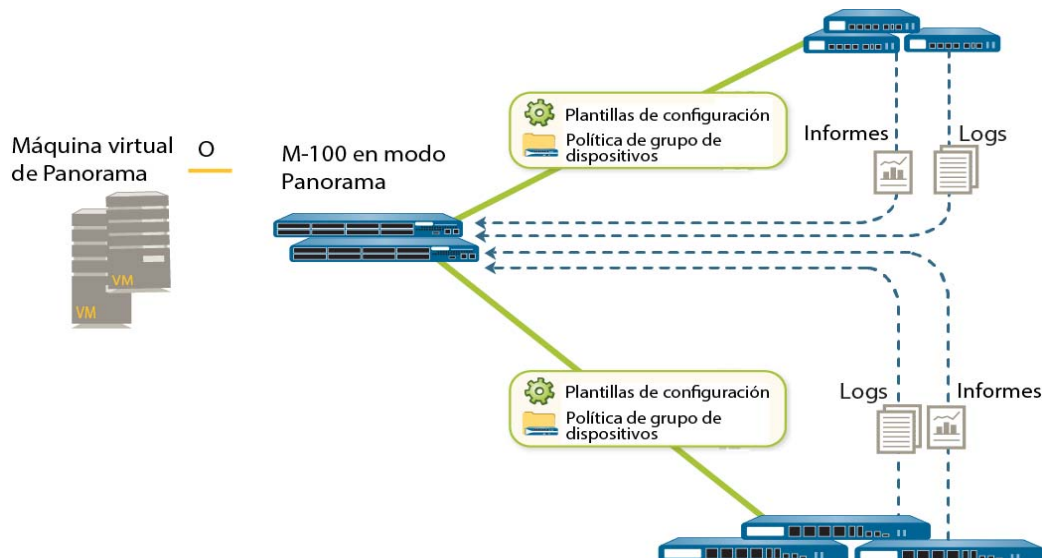 Máquina virtual
de Panorama
O
M-100 en modo
Panorama
VM
VM
Plantillas de configuración
Política de grupo de
dispositivos
Informes
Logs
Plantillas de configuración
Política de grupo de
dispositivos
Logs
Informes